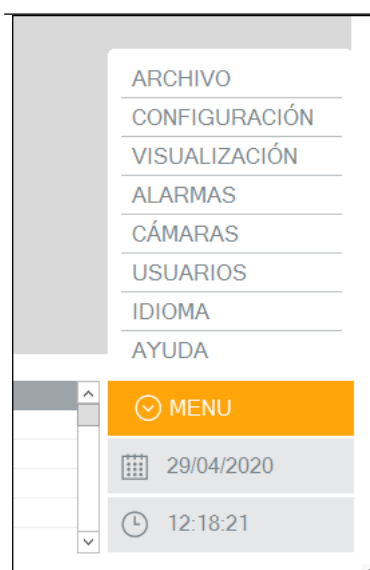 ARCHIVO
CONFIGURACIÓN
VISUALIZACIÓN
ALARMAS
CÁMARAS
USUARIOS
IDIOMA
AYUDA
MENU
29/04/2020
12:18:21